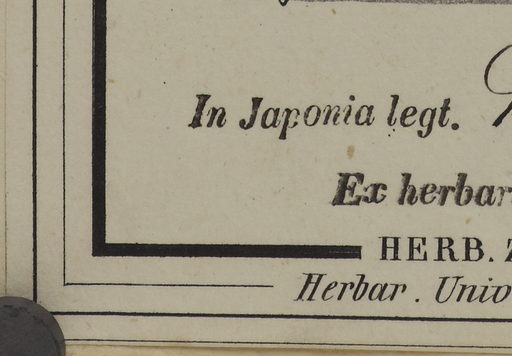 In Japonia legt.
Ex herbar
HERB.
Herbar. Univ